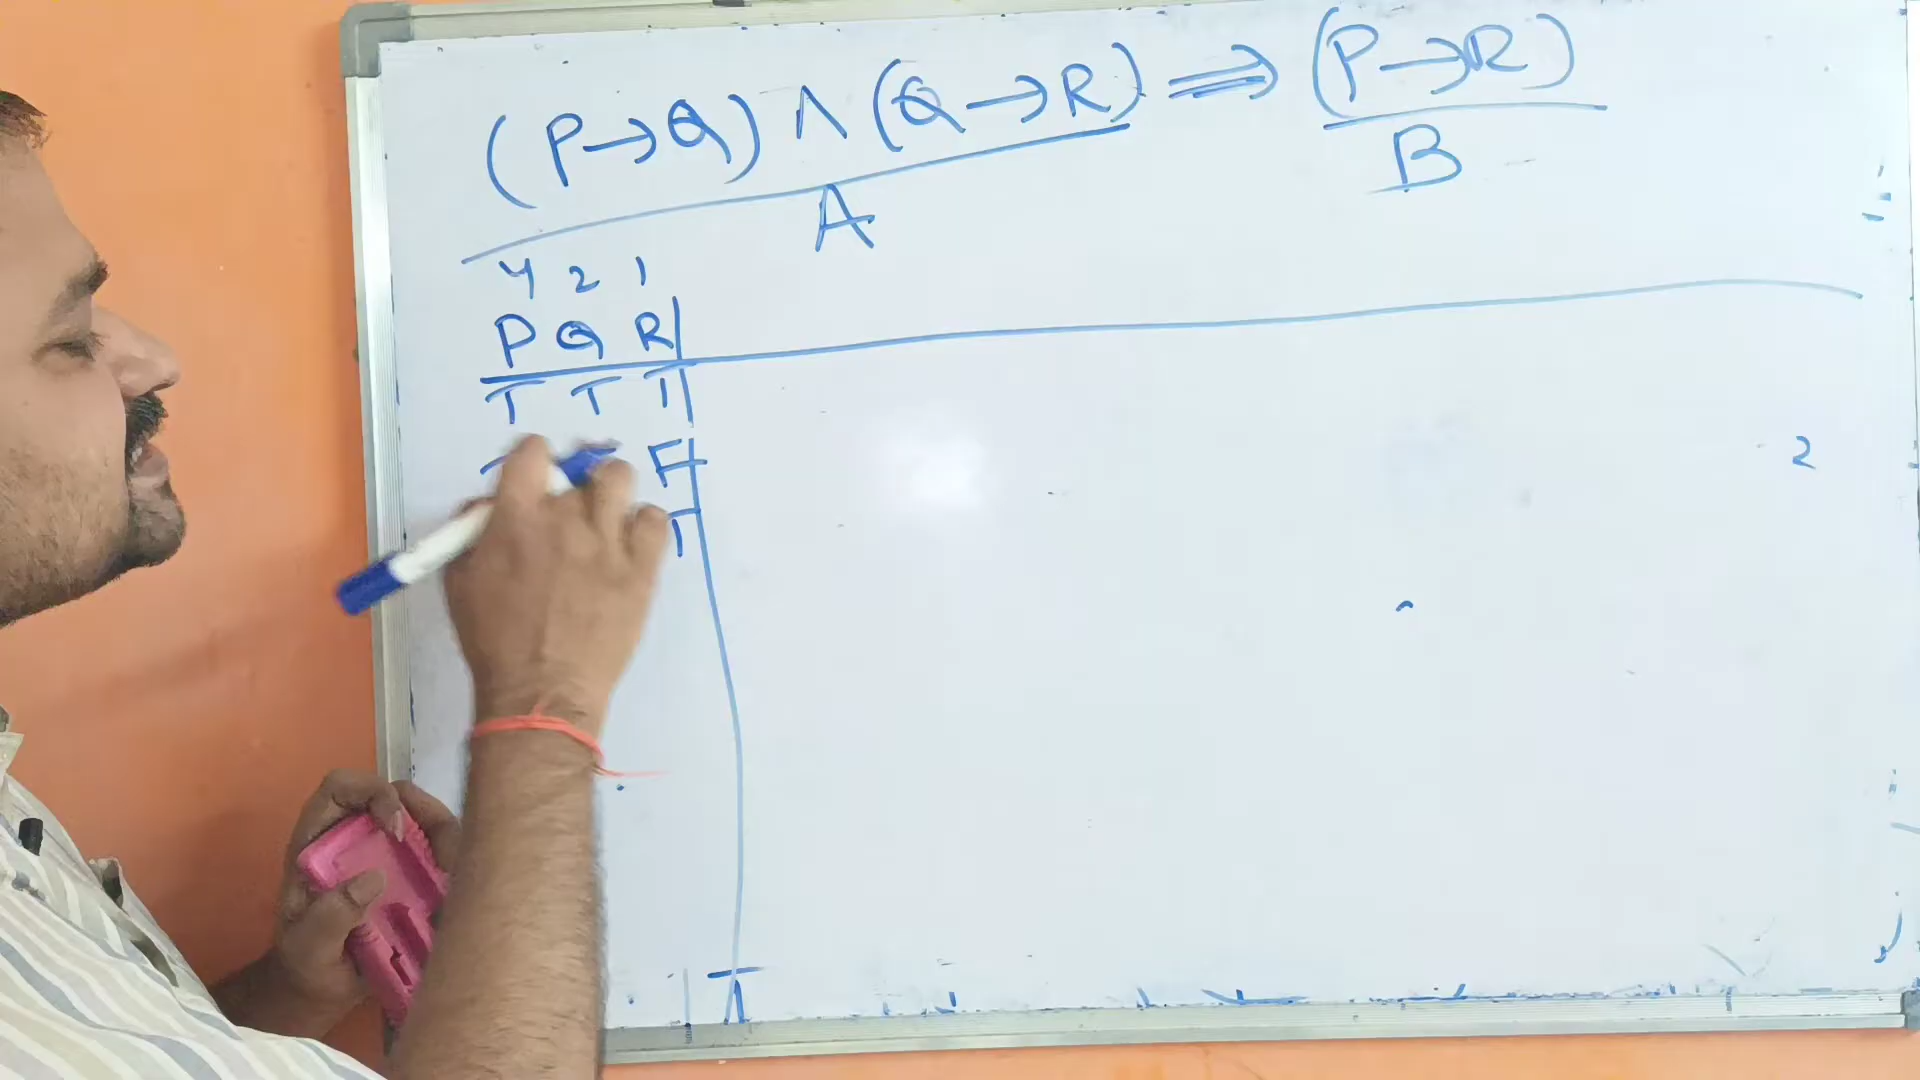 (P→Q) ∧ (Q→R) ⟹ (P→R)
A B
4 2 1
P Q R
T T T
T F
T
2